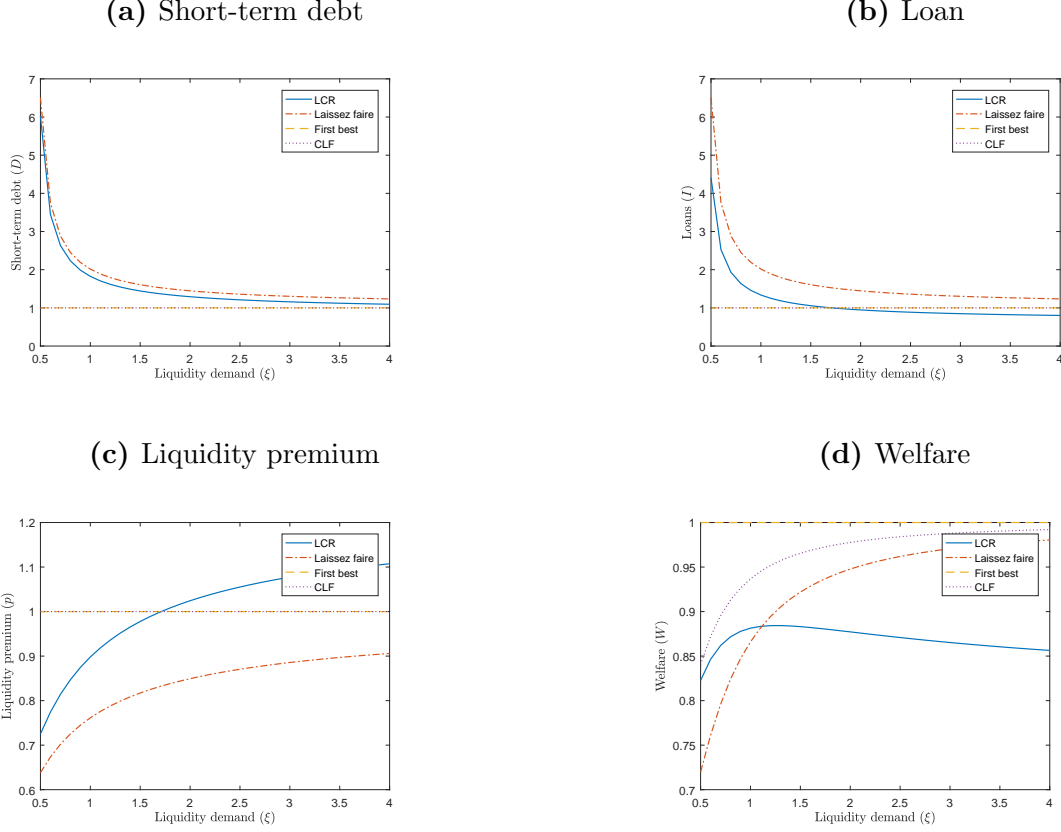 (a) Short-term debt
(b) Loan
7
6
5
4
3
2
1
0
Short-term debt (D)
0.5 1 1.5 2 2.5 3 3.5 4
Liquidity demand (ξ)
LCR
Laissez faire
First best
CLF
7
6
5
4
3
2
1
0
Loans (I)
0.5 1 1.5 2 2.5 3 3.5 4
Liquidity demand (ξ)
LCR
Laissez faire
First best
CLF
(c) Liquidity premium
(d) Welfare
1.2
1.1
1
0.9
0.8
0.7
0.6
Liquidity premium (p)
0.5 1 1.5 2 2.5 3 3.5 4
Liquidity demand (ξ)
LCR
Laissez faire
First best
CLF
1
0.95
0.9
0.85
0.8
0.75
0.7
Welfare (W)
0.5 1 1.5 2 2.5 3 3.5 4
Liquidity demand (ξ)
LCR
Laissez faire
First best
CLF